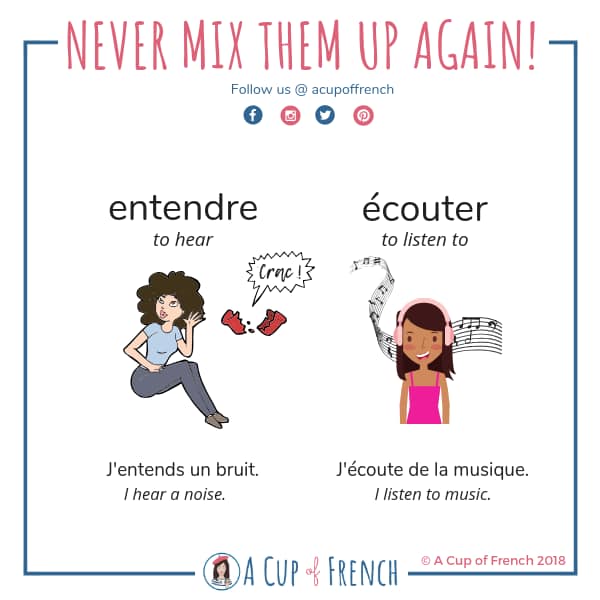 NEVER MIX THEM UP AGAIN!
Follow us @ acupoffrench
entendre
to hear
écouter
to listen to
Crac !
J'entends un bruit.
I hear a noise.
J'écoute de la musique.
I listen to music.
© A Cup of French 2018
A CUP of FRENCH